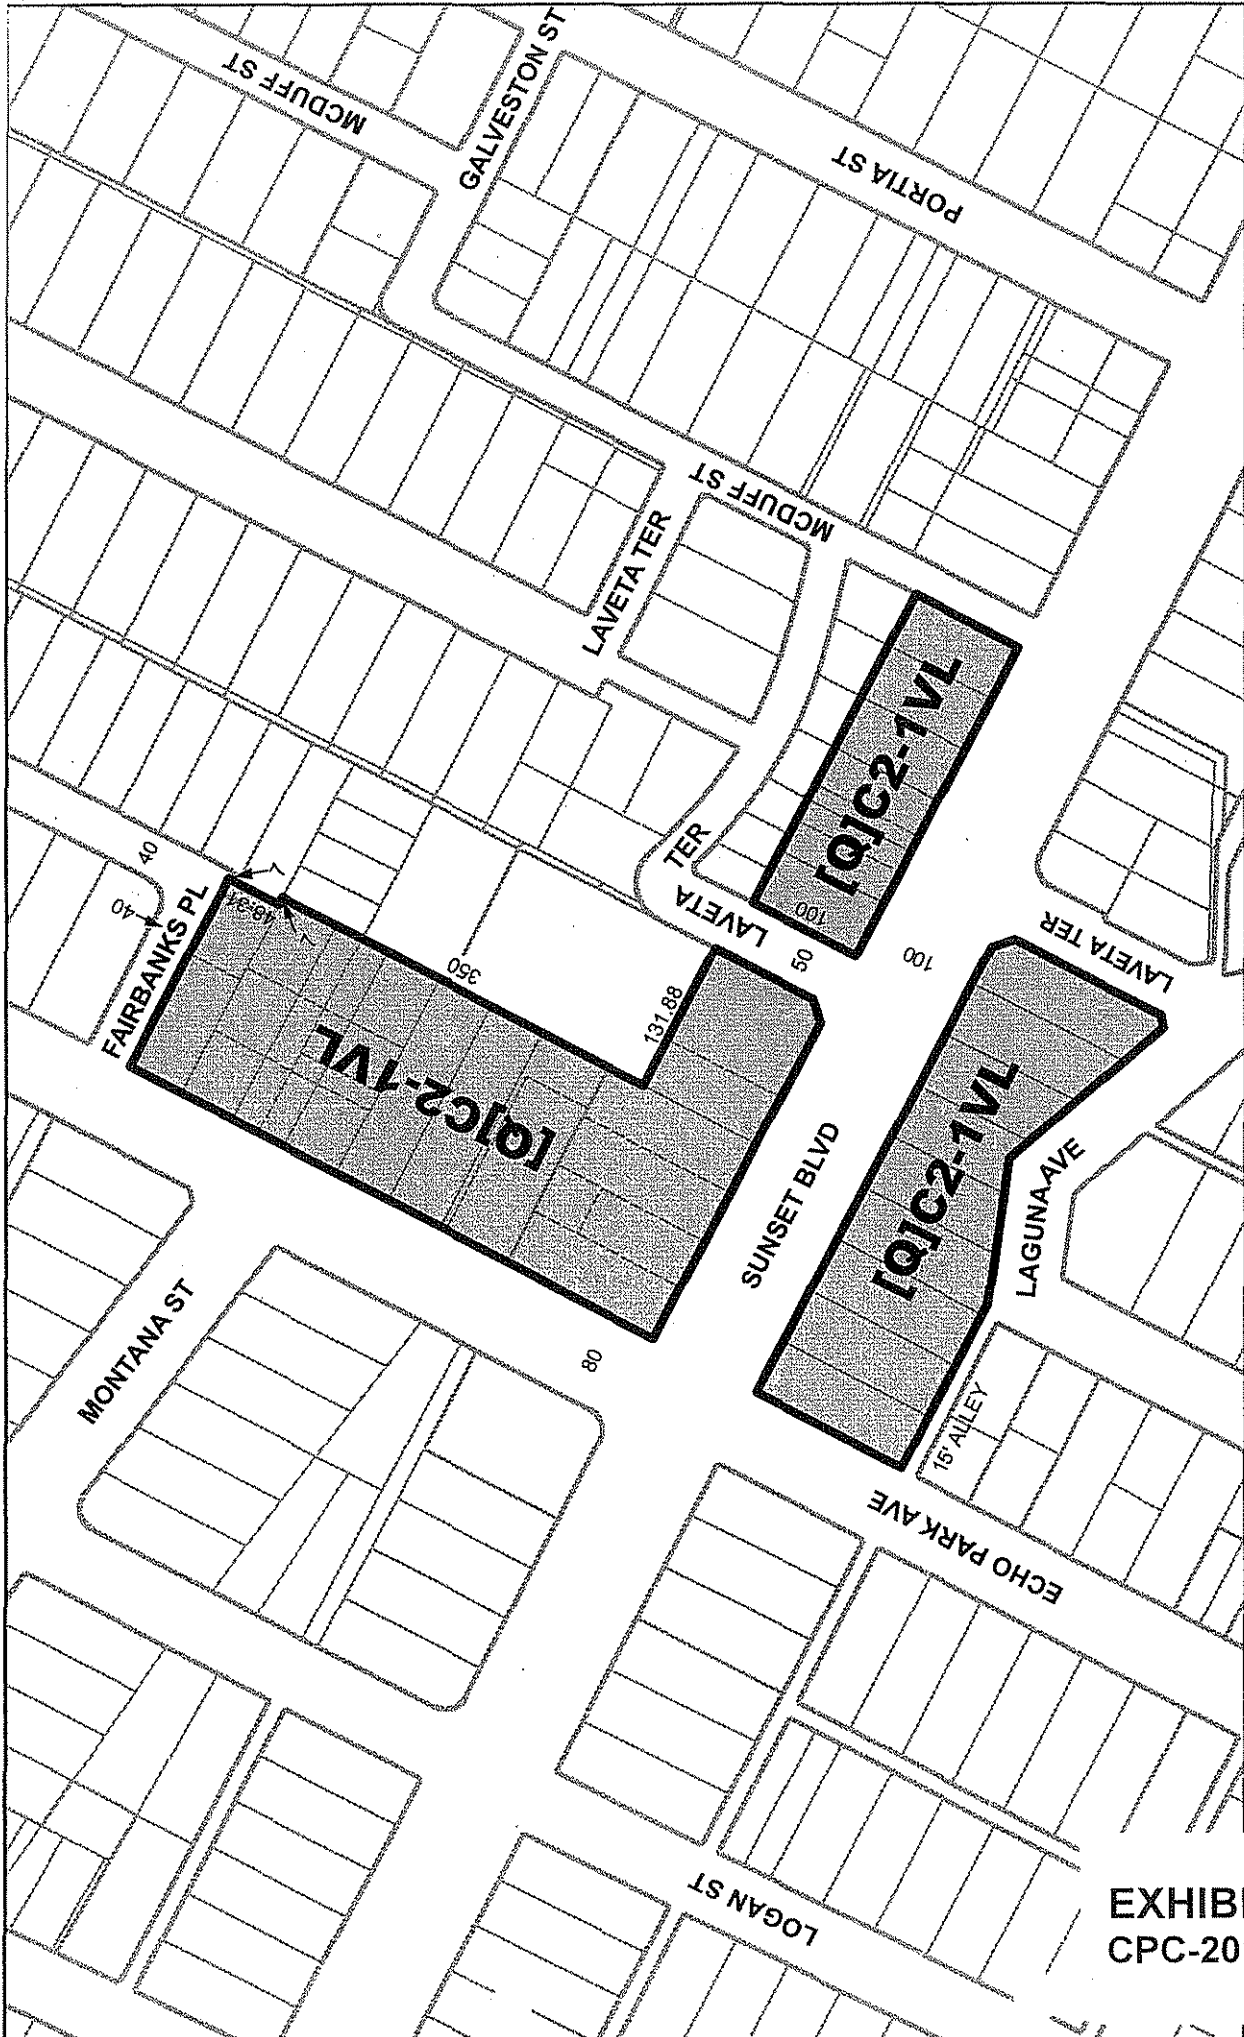 MCDUFF ST
GALVESTON ST
PORTIA ST
MCDUFF ST
LAVETA TER
40
40
FAIRBANKS PL
7
48.31
7
350
[Q]C2-1VL
131.88
LAVETA
TER
100
50
[Q]C2-1VL
100
LAVETA TER
MONTANA ST
SUNSET BLVD
[Q]C2-1VL
LAGUNA AVE
80
15' ALLEY
ECHO PARK AVE
LOGAN ST
EXHIBI
CPC-20